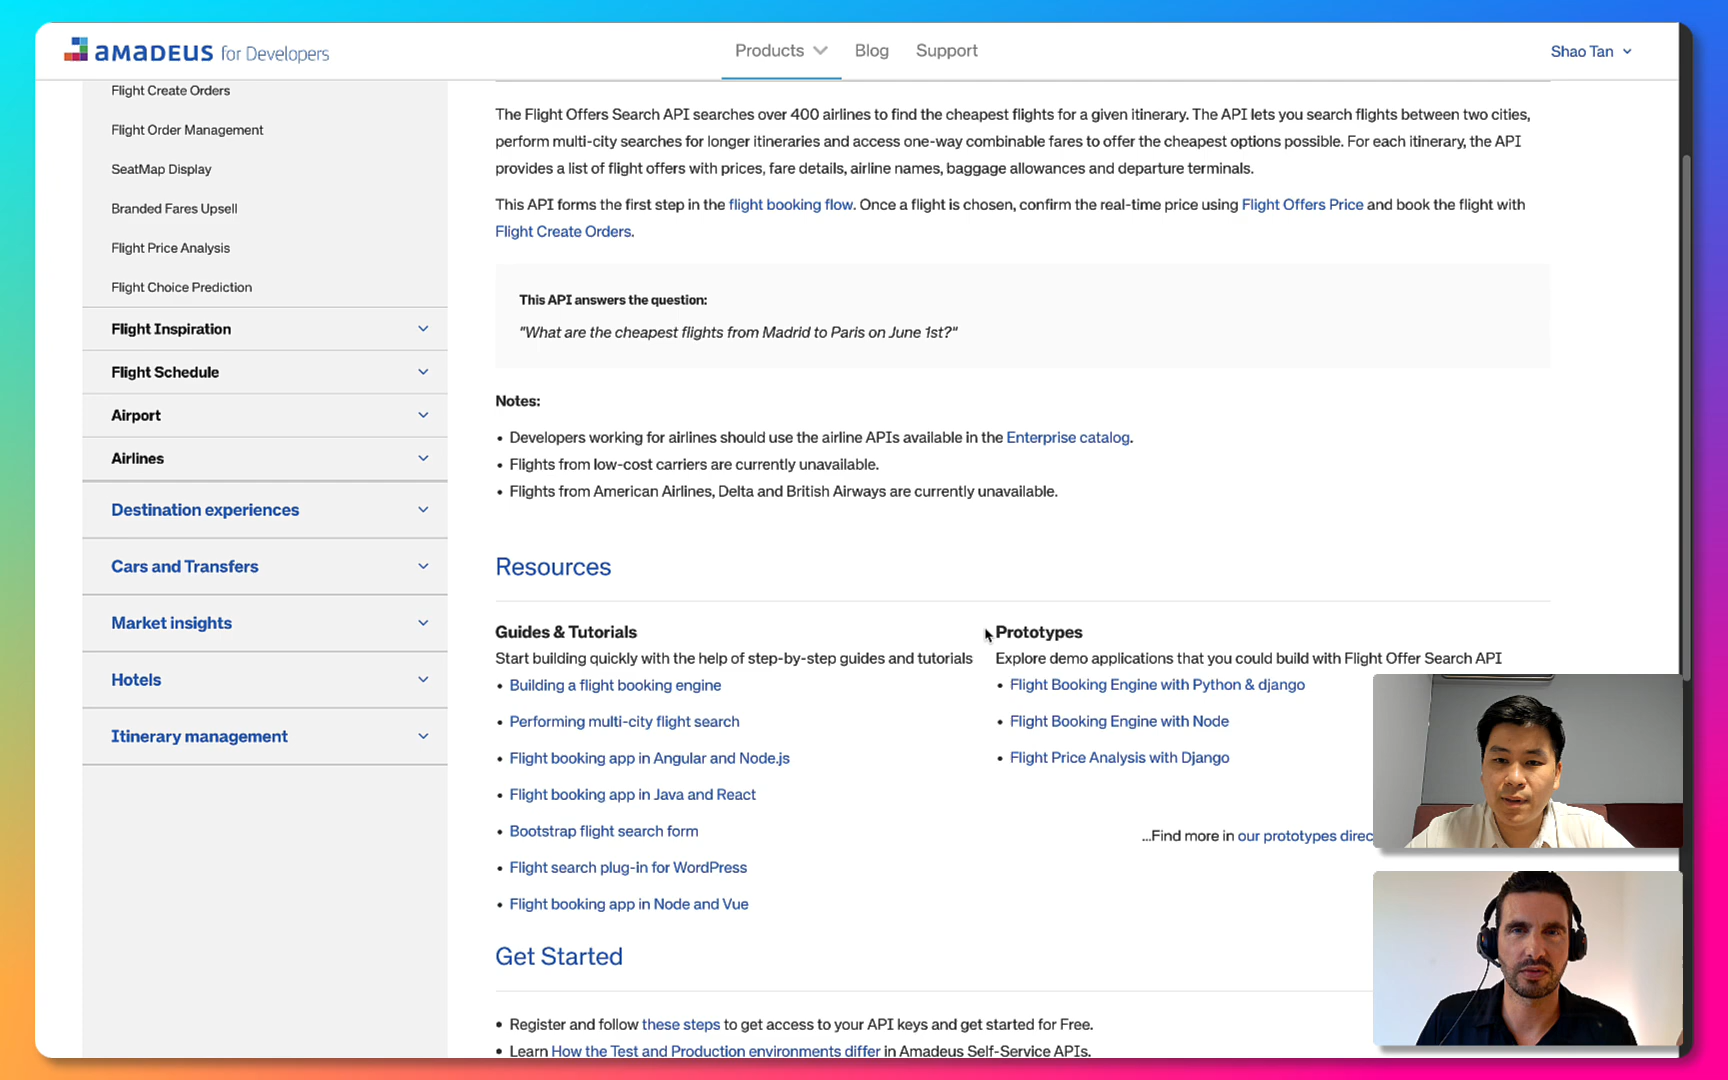 amadeus for Developers
Products
Blog
Support
Shao Tan
Flight Create Orders
Flight Order Management
SeatMap Display
Branded Fares Upsell
Flight Price Analysis
Flight Choice Prediction
Flight Inspiration
Flight Schedule
Airport
Airlines
Destination experiences
Cars and Transfers
Market insights
Hotels
Itinerary management
The Flight Offers Search API searches over 400 airlines to find the cheapest flights for a given itinerary. The API lets you search flights between two cities,
perform multi-city searches for longer itineraries and access one-way combinable fares to offer the cheapest options possible. For each itinerary, the API
provides a list of flight offers with prices, fare details, airline names, baggage allowances and departure terminals.
This API forms the first step in the flight booking flow. Once a flight is chosen, confirm the real-time price using Flight Offers Price and book the flight with
Flight Create Orders.
This API answers the question:
"What are the cheapest flights from Madrid to Paris on June 1st?"
Notes:
• Developers working for airlines should use the airline APIs available in the Enterprise catalog.
• Flights from low-cost carriers are currently unavailable.
• Flights from American Airlines, Delta and British Airways are currently unavailable.
Resources
Guides & Tutorials
Start building quickly with the help of step-by-step guides and tutorials
• Building a flight booking engine
• Performing multi-city flight search
• Flight booking app in Angular and Node.js
• Flight booking app in Java and React
• Bootstrap flight search form
• Flight search plug-in for WordPress
• Flight booking app in Node and Vue
Prototypes
Explore demo applications that you could build with Flight Offer Search API
• Flight Booking Engine with Python & django
• Flight Booking Engine with Node
• Flight Price Analysis with Django
...Find more in our prototypes direc
Get Started
• Register and follow these steps to get access to your API keys and get started for Free.
• Learn How the Test and Production environments differ in Amadeus Self-Service APIs.